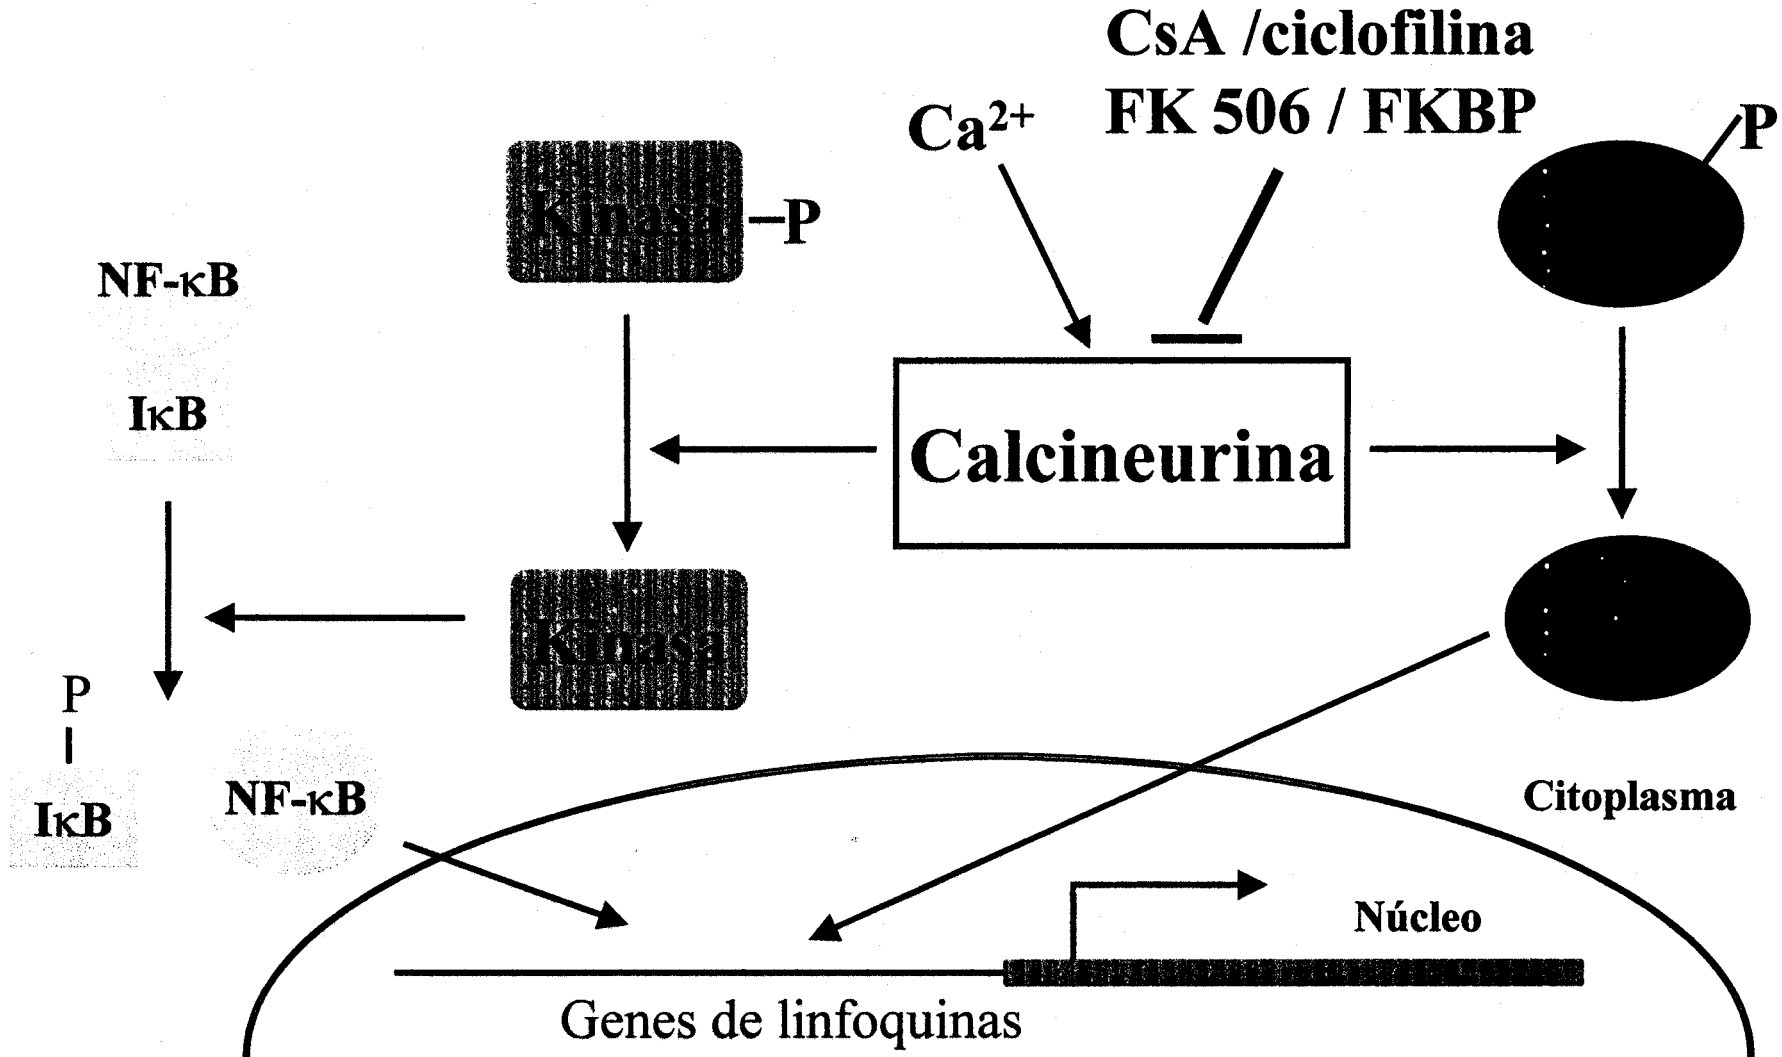 CsA /ciclofilina
FK 506 / FKBP
Ca²⁺
P
Kinasa
P
NF-κB
IκB
Calcineurina
Kinasa
P
IκB
NF-κB
Citoplasma
Núcleo
Genes de linfoquinas